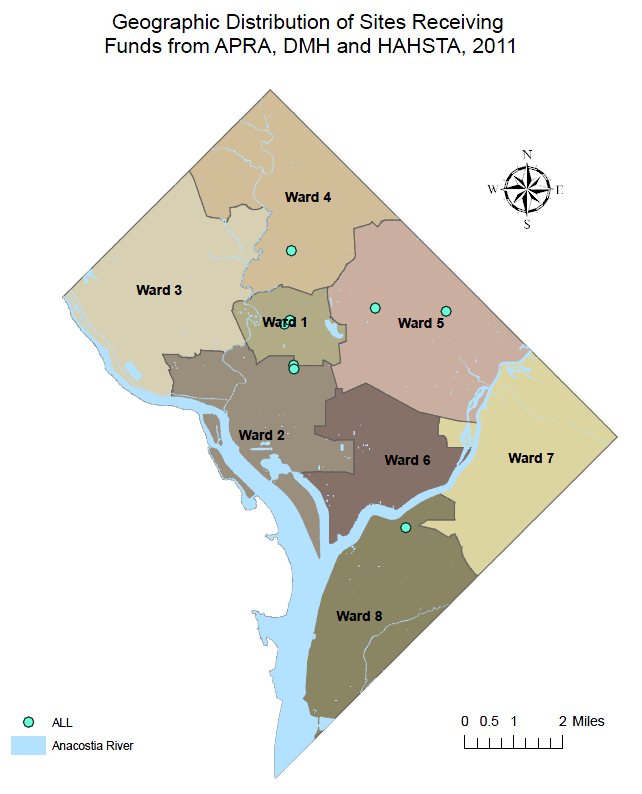 Geographic Distribution of Sites Receiving
Funds from APRA, DMH and HAHSTA, 2011
N
W E
S
Ward 4
Ward 3
Ward 1
Ward 5
Ward 2
Ward 6
Ward 7
Ward 8
ALL
Anacostia River
0 0.5 1 2 Miles